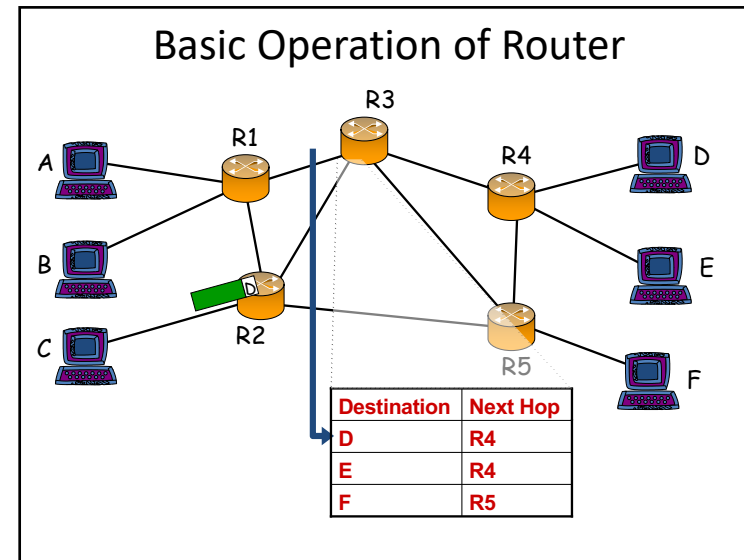 Basic Operation of Router
R3
R1
R4
A
D
B
E
D
R2
C
R5
F
Destination Next Hop
D R4
E R4
F R5